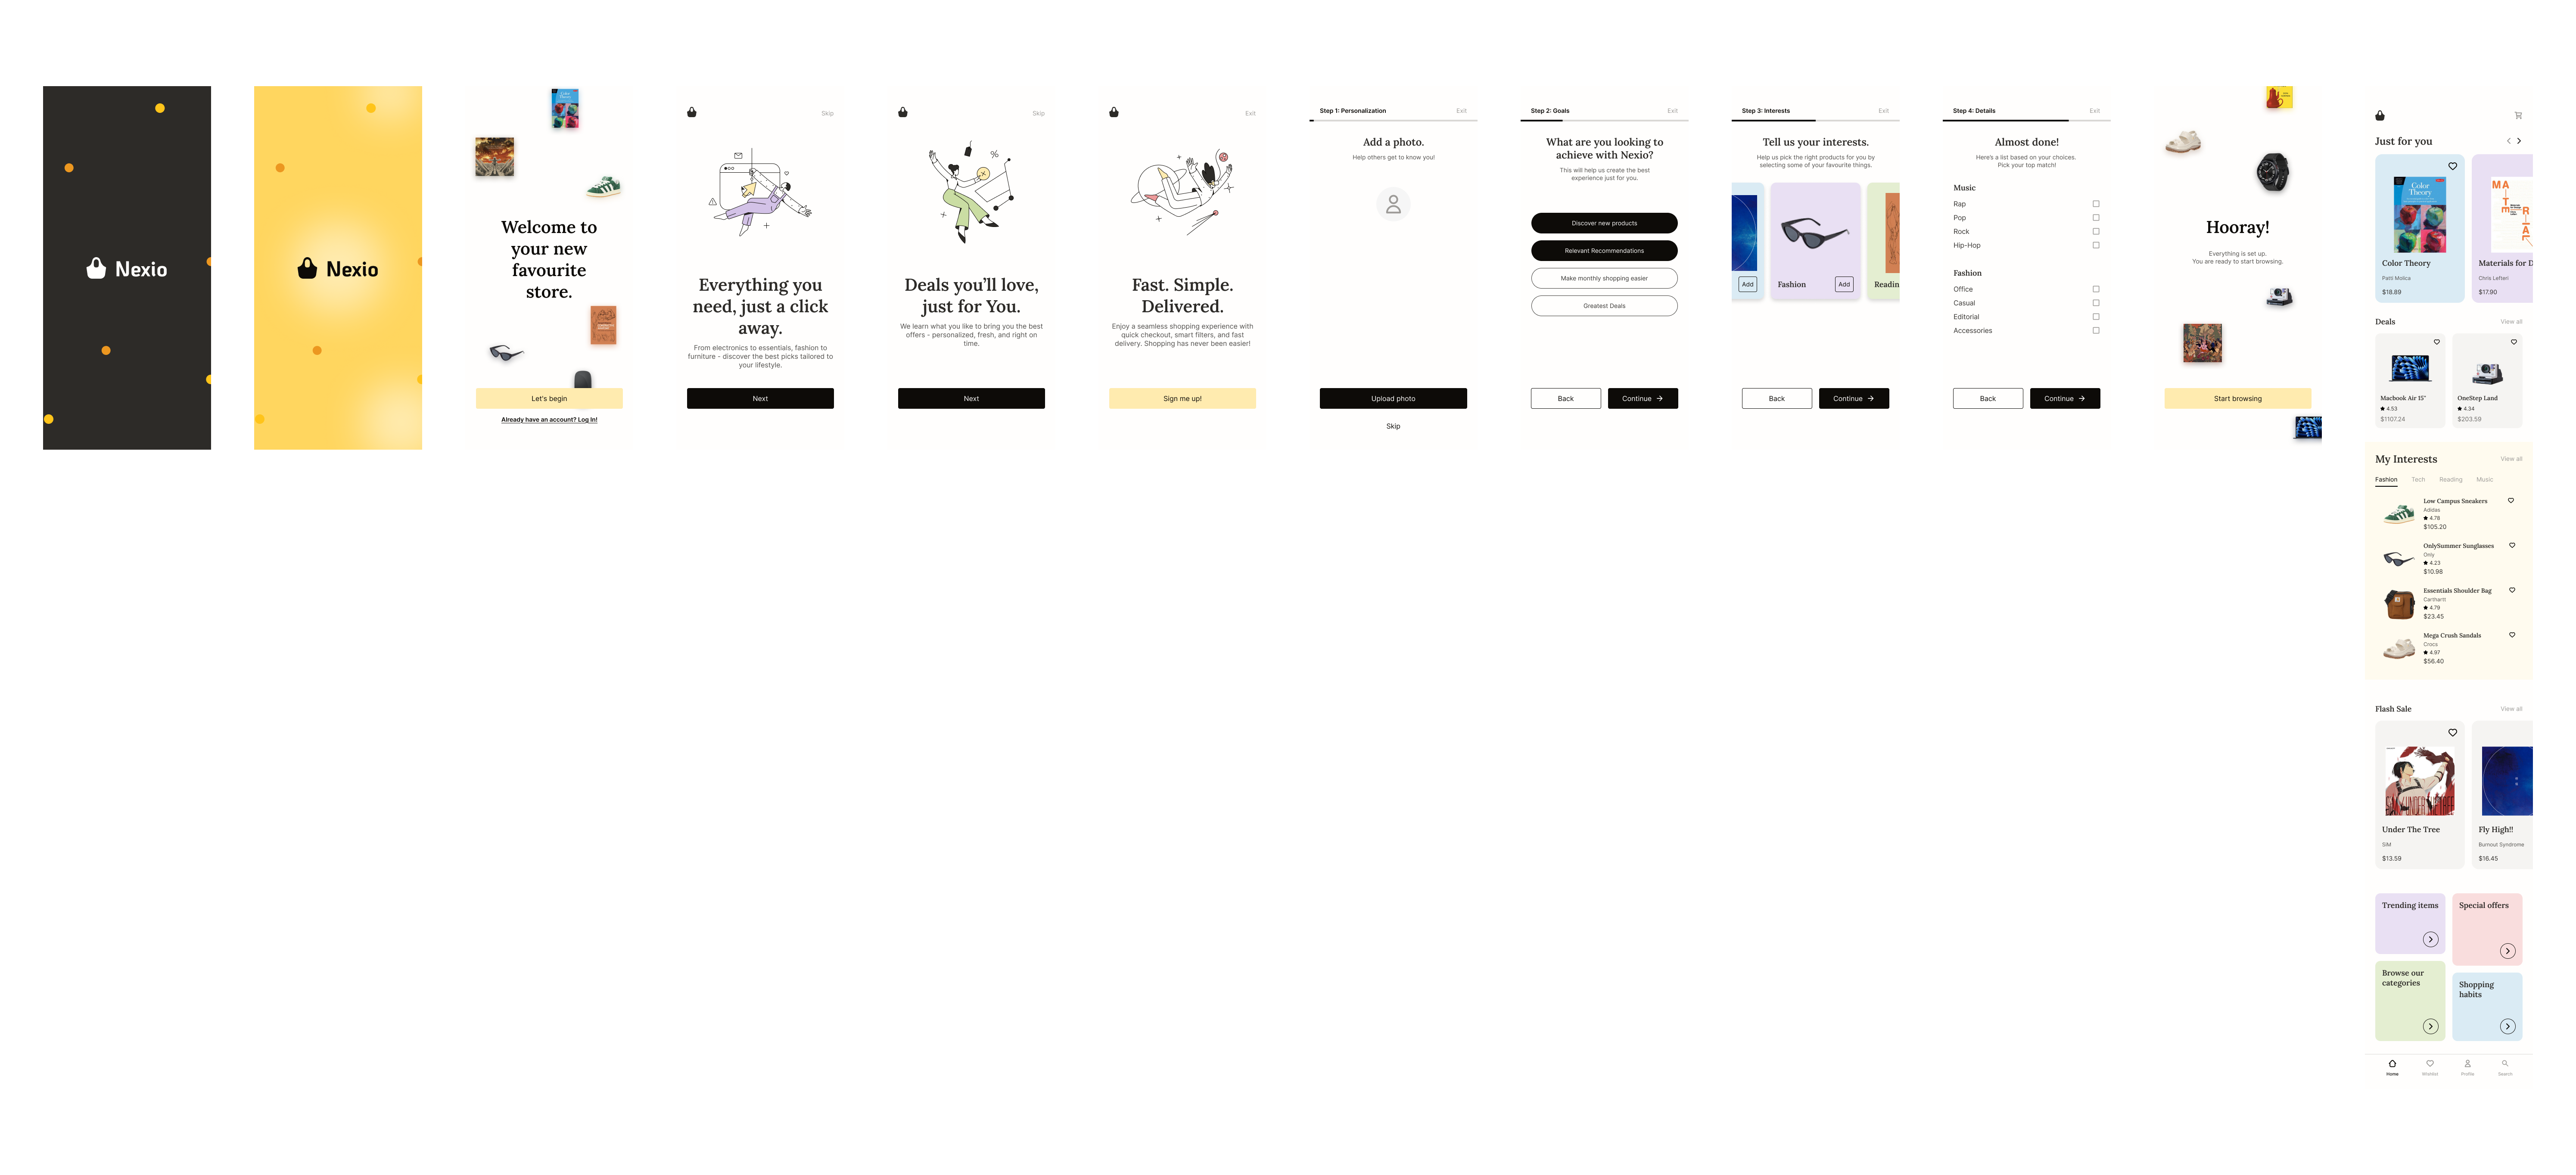 Nexio
Nexio
Color
Theory
Welcome to
your new
favourite
store.
Let's begin
Already have an account? Log In!
Skip
Everything you
need, just a click
away.
From electronics to essentials, fashion to
furniture - discover the best picks tailored to
your lifestyle.
Next
Skip
%
Deals you'll love,
just for You.
We learn what you like to bring you the best
offers - personalized, fresh, and right on
time.
Next
Exit
Fast. Simple.
Delivered.
Enjoy a seamless shopping experience with
quick checkout, smart filters, and fast
delivery. Shopping has never been easier!
Sign me up!
Step 1: Personalization
Exit
Add a photo.
Help others get to know you!
Upload photo
Skip
Step 2: Goals
Exit
What are you looking to
achieve with Nexio?
This will help us create the best
experience just for you.
Discover new products
Relevant Recommendations
Make monthly shopping easier
Greatest Deals
Back
Continue
Step 3: Interests
Exit
Tell us your interests.
Help us pick the right products for you by
selecting some of your favourite things.
Add
Fashion
Add
Readin
Back
Continue
Step 4: Details
Exit
Almost done!
Here's a list based on your choices.
Pick your top match!
Music
Rap
Pop
Rock
Hip-Hop
Fashion
Office
Casual
Editorial
Accessories
Back
Continue
Hooray!
Everything is set up.
You are ready to start browsing.
Start browsing
Just for you
Color
Theory
Color Theory
Patti Mollica
$18.89
MA
TE
RI
AL
Materials for D
Chris Lefteri
$17.90
Deals
View all
Macbook Air 15"
4.53
$1107.24
OneStep Land
4.34
$203.59
My Interests
View all
Fashion
Tech
Reading
Music
Low Campus Sneakers
Adidas
4.78
$105.20
OnlySummer Sunglasses
Only
4.23
$10.98
Essentials Shoulder Bag
Carthartt
4.79
$23.45
Mega Crush Sandals
Crocs
4.97
$56.40
Flash Sale
View all
Under The Tree
SiM
$13.59
Fly High!!
Burnout Syndrome
$16.45
Trending items
Special offers
Browse our
categories
Shopping
habits
Home
Wishlist
Profile
Search